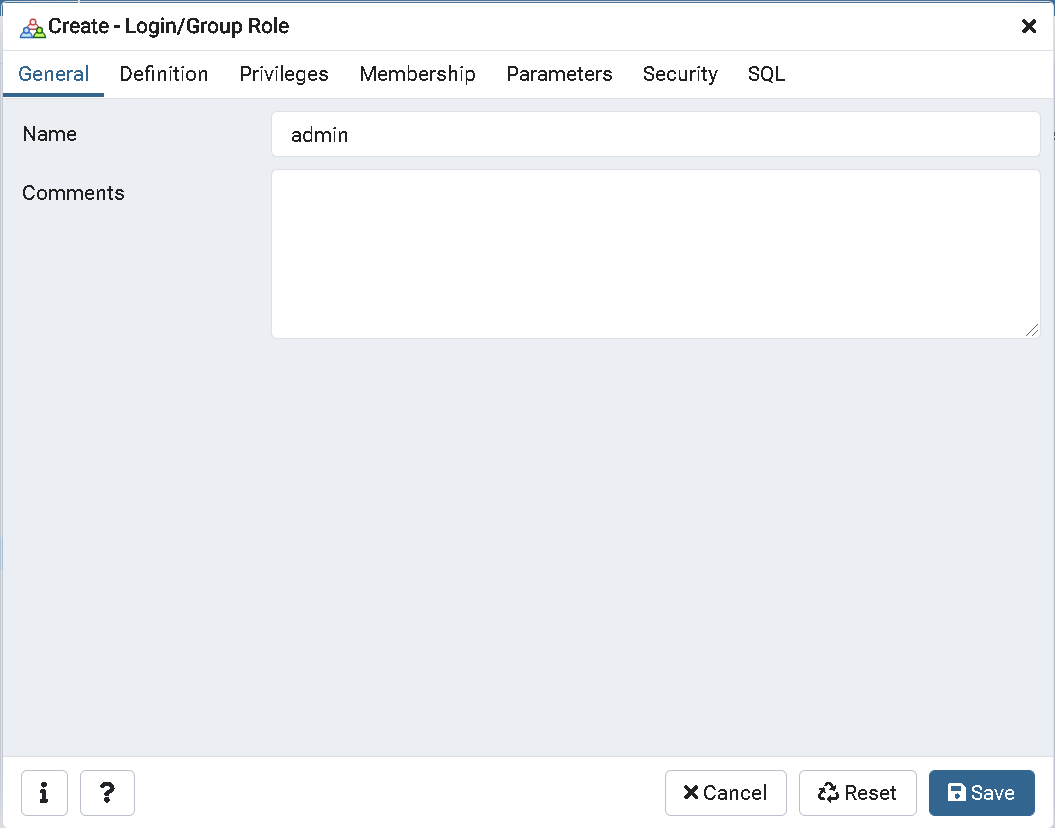 Create - Login/Group Role
General Definition Privileges Membership Parameters Security SQL
Name admin
Comments
i ? Cancel Reset Save